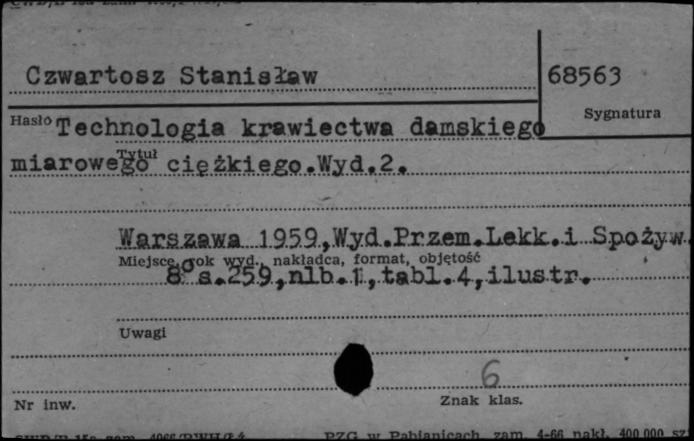 Czwartosz Stanisław
68563
Hasło
Sygnatura
Technologia krawiectwa damskiego
Tytuł
miarowego ciężkiego.Wyd.2.
Warszawa 1959,Wyd.Przem.Lekk.i Spożyw.
Miejsce, rok wyd., nakładca, format, objętość
8° s.259,nlb.1,tabl.4,ilustr.
Uwagi
6
Nr inw.
Znak klas.
PZG w Pabianicach, zam. 4-66 nakł. 400.000 szt